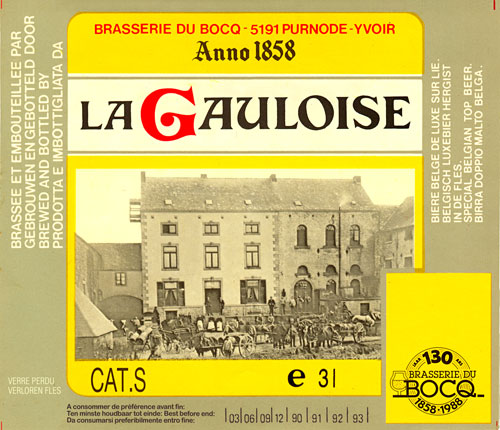 BRASSERIE DU BOCQ - 5191 PURNODE - YVOIR
Anno 1858
LA GAULOISE
BRASSEE ET EMBOUTEILLEE PAR
GEBROUWEN EN GEBOTTELD DOOR
BREWED AND BOTTLED BY
PRODOTTA E IMBOTTIGLIATA DA
BIERE BELGE DE LUXE SUR LIE.
BELGISCH LUXEBIER HERGIST
IN DE FLES.
SPECIAL BELGIAN TOP BEER.
BIRRA DOPPIO MALTO BELGA.
VERRE PERDU
VERLOREN FLES
CAT.S
e 3l
JAAR 130 ANS
BRASSERIE DU
BOCQ
1858-1988
A consommer de préférence avant fin:
Ten minste houdbaar tot einde: Best before end:
Da consumarsi preferibilmente entro fine:
|03|06|09|12|90|91|92|93|